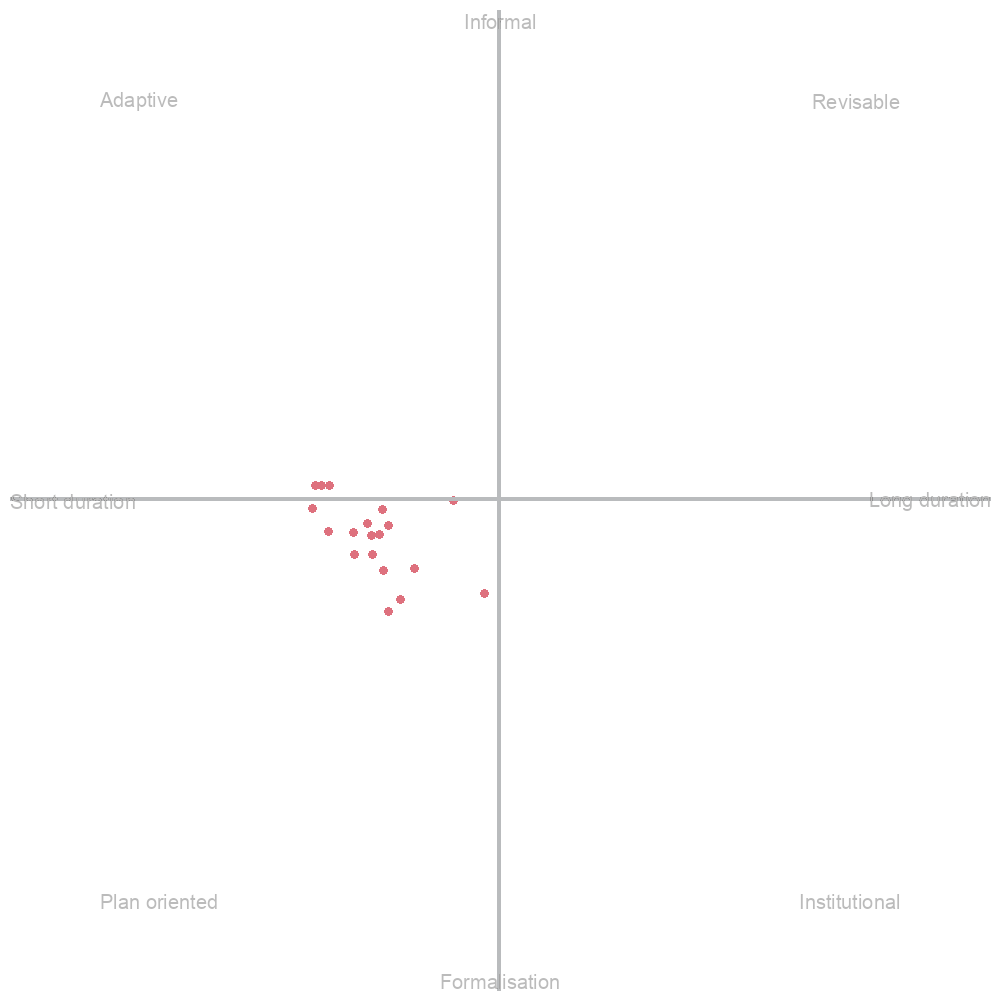 Informal
Adaptive
Revisable
Short duration
Long duration
Plan oriented
Institutional
Formalisation